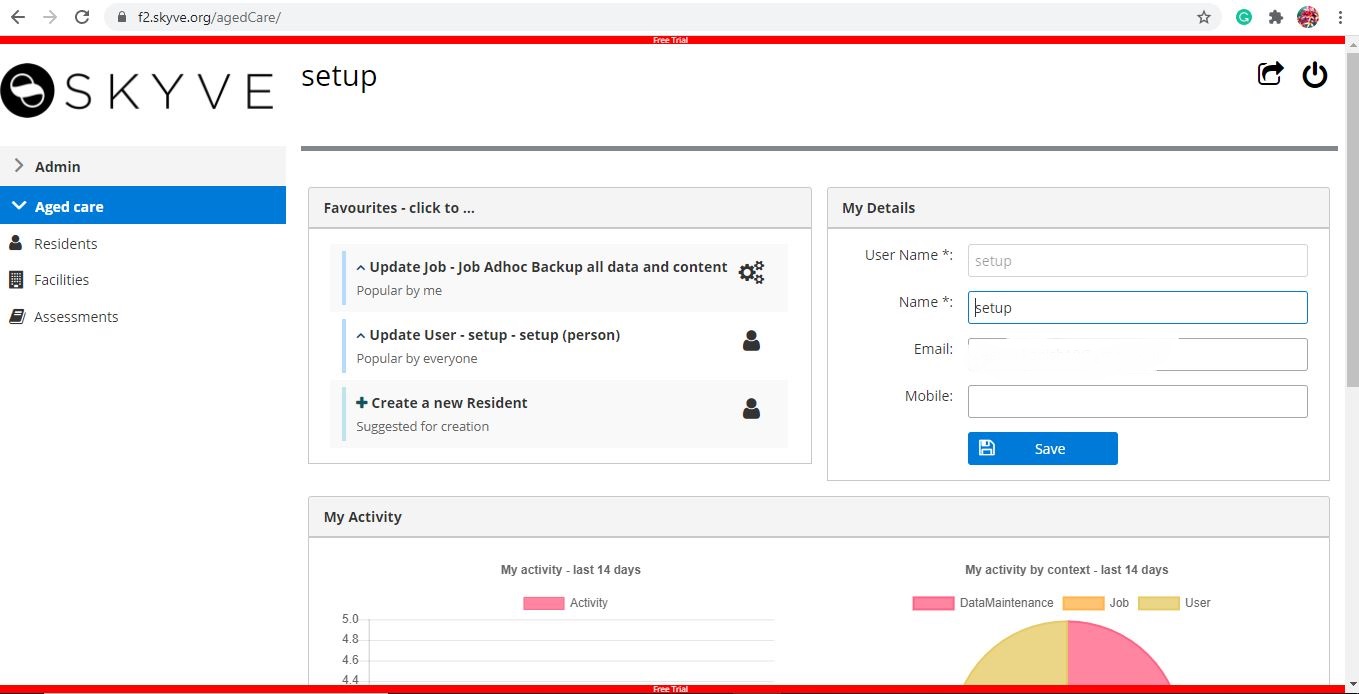 f2.skyve.org/agedCare/
Free Trial
SKYVE
setup
Admin
Aged care
Residents
Facilities
Assessments
Favourites - click to ...
Update Job - Job Adhoc Backup all data and content
Popular by me
Update User - setup - setup (person)
Popular by everyone
Create a new Resident
Suggested for creation
My Details
User Name *:
setup
Name *:
setup
Email:
Mobile:
Save
My Activity
My activity - last 14 days
Activity
5.0
4.8
4.6
4.4
My activity by context - last 14 days
DataMaintenance Job User
Free Trial